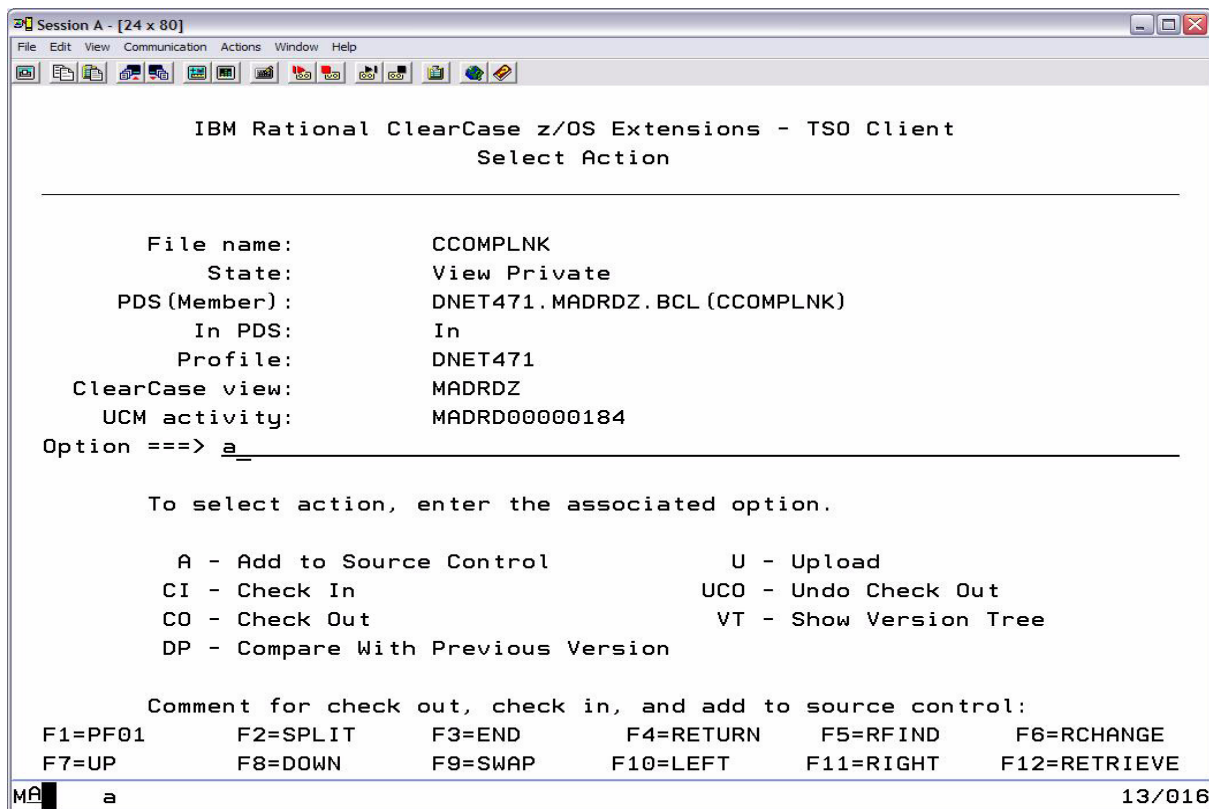 Session A - [24 x 80]
File Edit View Communication Actions Window Help
IBM Rational ClearCase z/OS Extensions - TSO Client
Select Action
File name: CCOMPLNK
State: View Private
PDS(Member): DNET471.MADRDZ.BCL(CCOMPLNK)
In PDS: In
Profile: DNET471
ClearCase view: MADRDZ
UCM activity: MADRD00000184
Option ===> a_
To select action, enter the associated option.
A - Add to Source Control U - Upload
CI - Check In UCO - Undo Check Out
CO - Check Out VT - Show Version Tree
DP - Compare With Previous Version
Comment for check out, check in, and add to source control:
F1=PF01 F2=SPLIT F3=END F4=RETURN F5=RFIND F6=RCHANGE
F7=UP F8=DOWN F9=SWAP F10=LEFT F11=RIGHT F12=RETRIEVE
MA a 13/016